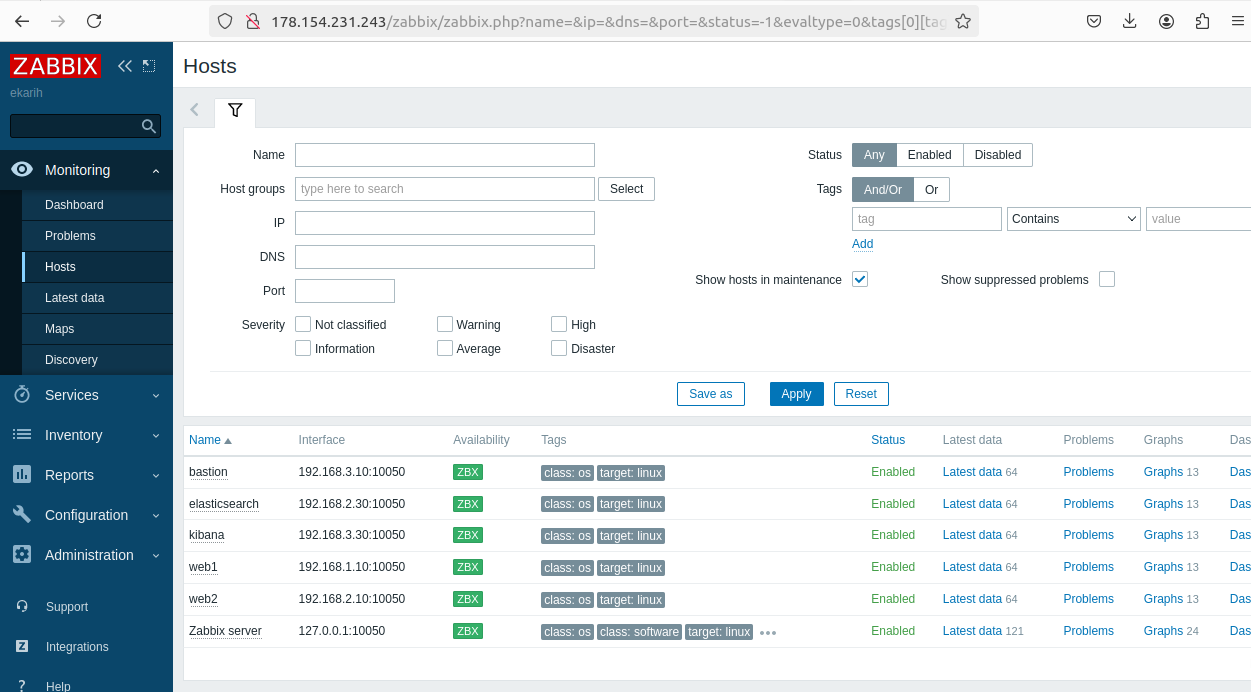 178.154.231.243/zabbix/zabbix.php?name=&ip=&dns=&port=&status=-1&evaltype=0&tags[0][tag
ZABBIX
ekarih
Monitoring
Dashboard
Problems
Hosts
Latest data
Maps
Discovery
Services
Inventory
Reports
Configuration
Administration
Support
Z Integrations
? Help
Hosts
Name
Host groups type here to search Select
IP
DNS
Port
Severity Not classified Warning High
Information Average Disaster
Status Any Enabled Disabled
Tags And/Or Or
tag Contains value
Add
Show hosts in maintenance Show suppressed problems
Save as Apply Reset
Name Interface Availability Tags Status Latest data Problems Graphs Das
bastion 192.168.3.10:10050 ZBX class: os target: linux Enabled Latest data 64 Problems Graphs 13 Das
elasticsearch 192.168.2.30:10050 ZBX class: os target: linux Enabled Latest data 64 Problems Graphs 13 Das
kibana 192.168.3.30:10050 ZBX class: os target: linux Enabled Latest data 64 Problems Graphs 13 Das
web1 192.168.1.10:10050 ZBX class: os target: linux Enabled Latest data 64 Problems Graphs 13 Das
web2 192.168.2.10:10050 ZBX class: os target: linux Enabled Latest data 64 Problems Graphs 13 Das
Zabbix server 127.0.0.1:10050 ZBX class: os class: software target: linux ••• Enabled Latest data 121 Problems Graphs 24 Das